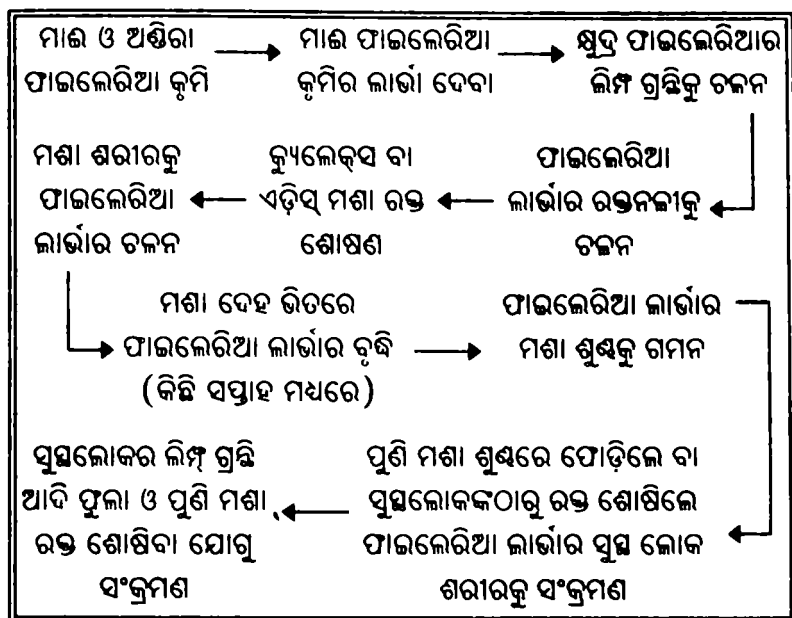 ମାଈ ଓ ଅଣ୍ଡିରା
ଫାଇଲେରିଆ କୃମି
ମାଈ ଫାଇଲେରିଆ
କୃମିର ଲାର୍ଭା ଦେବା
କ୍ଷୁଦ୍ର ଫାଇଲେରିଆର
ଲିମ୍ଫ ଗ୍ରନ୍ଥିକୁ ଚଳନ
ଫାଇଲେରିଆ
ଲାର୍ଭାର ରକ୍ତନଳୀକୁ
ଚଳନ
କ୍ୟୁଲେକ୍ସ ବା
ଏଡ଼ିସ୍ ମଶା ରକ୍ତ
ଶୋଷଣ
ମଶା ଶରୀରକୁ
ଫାଇଲେରିଆ
ଲାର୍ଭାର ଚଳନ
ମଶା ଦେହ ଭିତରେ
ଫାଇଲେରିଆ ଲାର୍ଭାର ବୃଦ୍ଧି
(କିଛି ସପ୍ତାହ ମଧ୍ୟରେ)
ଫାଇଲେରିଆ ଲାର୍ଭାର
ମଶା ଶୁଣ୍ଢକୁ ଗମନ
ପୁଣି ମଶା ଶୁଣ୍ଢରେ ଫୋଡ଼ିଲେ ବା
ସୁସ୍ଥଲୋକଙ୍କଠାରୁ ରକ୍ତ ଶୋଷିଲେ
ଫାଇଲେରିଆ ଲାର୍ଭାର ସୁସ୍ଥ ଲୋକ
ଶରୀରକୁ ସଂକ୍ରମଣ
ସୁସ୍ଥଲୋକର ଲିମ୍ଫ୍ ଗ୍ରନ୍ଥି
ଆଦି ଫୁଲା ଓ ପୁଣି ମଶା
ରକ୍ତ ଶୋଷିବା ଯୋଗୁ
ସଂକ୍ରମଣ